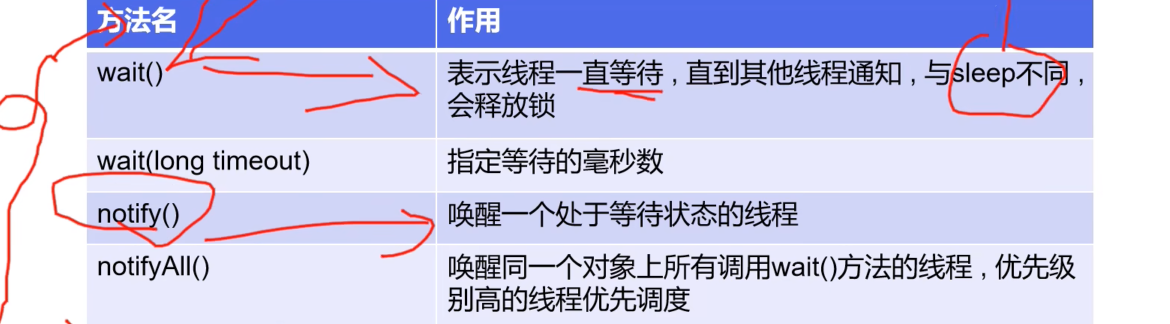 方法名 作用
wait() 表示线程一直等待 , 直到其他线程通知 , 与sleep不同 ,
会释放锁
wait(long timeout) 指定等待的毫秒数
notify() 唤醒一个处于等待状态的线程
notifyAll() 唤醒同一个对象上所有调用wait()方法的线程 , 优先级
别高的线程优先调度